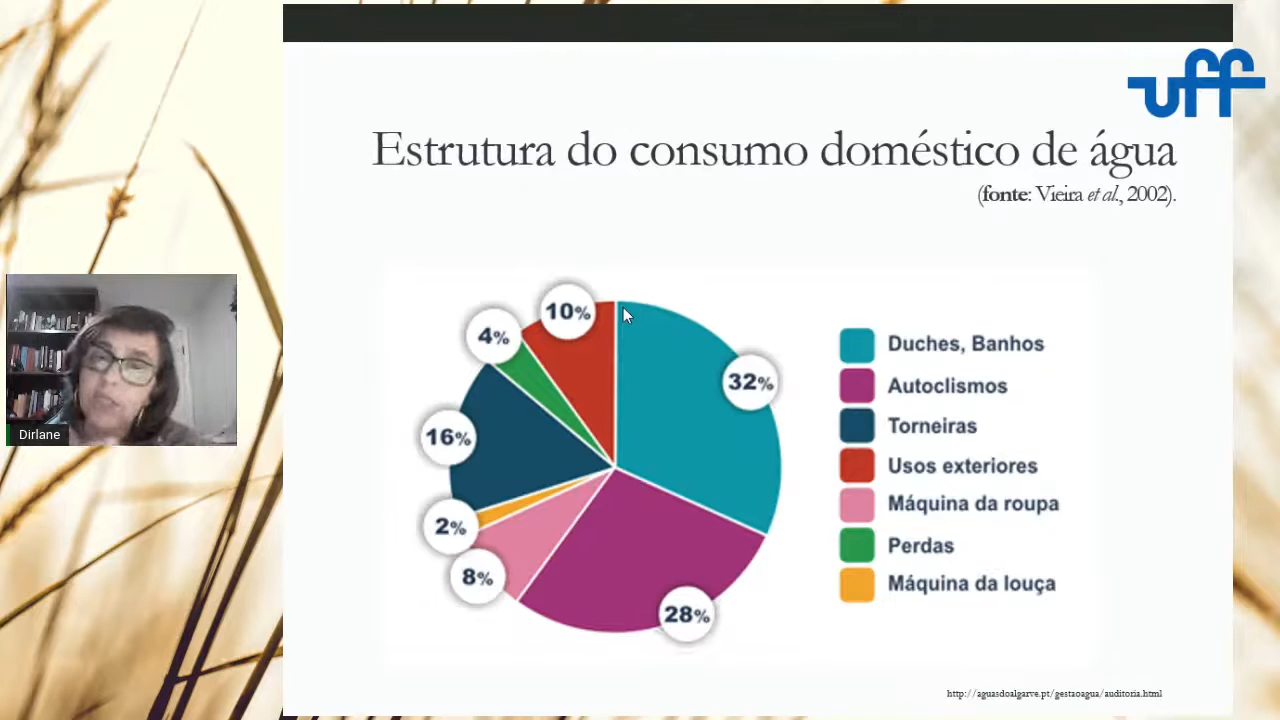 uff
Estrutura do consumo doméstico de água
(fonte: Vieira et al., 2002).
10%
4%
32%
16%
2%
8%
28%
Duches, Banhos
Autoclismos
Torneiras
Usos exteriores
Máquina da roupa
Perdas
Máquina da louça
Dirlane
http://aguasdoalgarve.pt/gestaoagua/auditoria.html